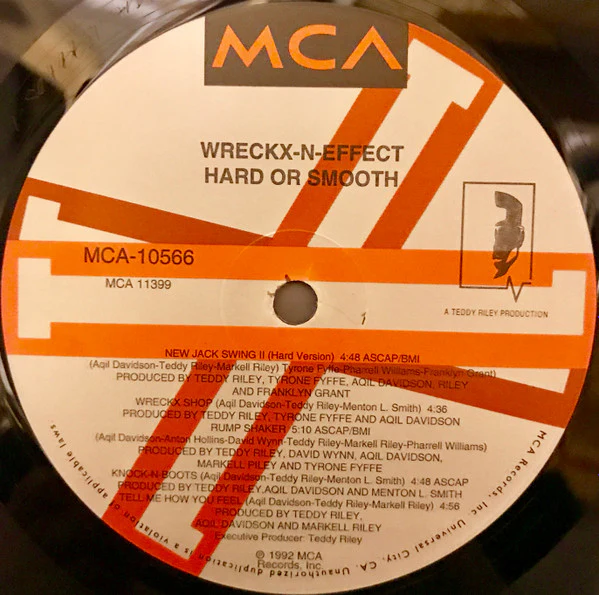 MCA
WRECKX-N-EFFECT
HARD OR SMOOTH
MCA-10566
MCA 11399
A TEDDY RILEY PRODUCTION
NEW JACK SWING II (Hard Version) 4:48 ASCAP/BMI
(Aqil Davidson-Teddy Riley-Markell Riley) Tyrone Fyffe-Pharrell Williams-Franklyn Grant)
PRODUCED BY TEDDY RILEY, TYRONE FYFFE, AQIL DAVIDSON, RILEY
AND FRANKLYN GRANT
WRECKX SHOP (Aqil Davidson-Teddy Riley-Menton L. Smith) 4:36
PRODUCED BY TEDDY RILEY, TYRONE FYFFE AND AQIL DAVIDSON
RUMP SHAKER 5:10 ASCAP/BMI
(Aqil Davidson-Anton Hollins-David Wynn-Teddy Riley-Markell Riley-Pharrell Williams)
PRODUCED BY TEDDY RILEY, DAVID WYNN, AQIL DAVIDSON,
MARKELL RILEY AND TYRONE FYFFE
KNOCK-N-BOOTS (Aqil Davidson-Teddy Riley-Menton L. Smith) 4:48 ASCAP
PRODUCED BY TEDDY RILEY,AQIL DAVIDSON AND MENTON L. SMITH
TELL ME HOW YOU FEEL (Aqil Davidson-Teddy Riley-Markell Riley) 4:56
PRODUCED BY TEDDY RILEY,
AQIL DAVIDSON AND MARKELL RILEY
Executive Producer: Teddy Riley
℗ 1992 MCA
Records, Inc.
MCA Records, Inc. Universal City, CA. Unauthorized duplication is a violation of applicable laws